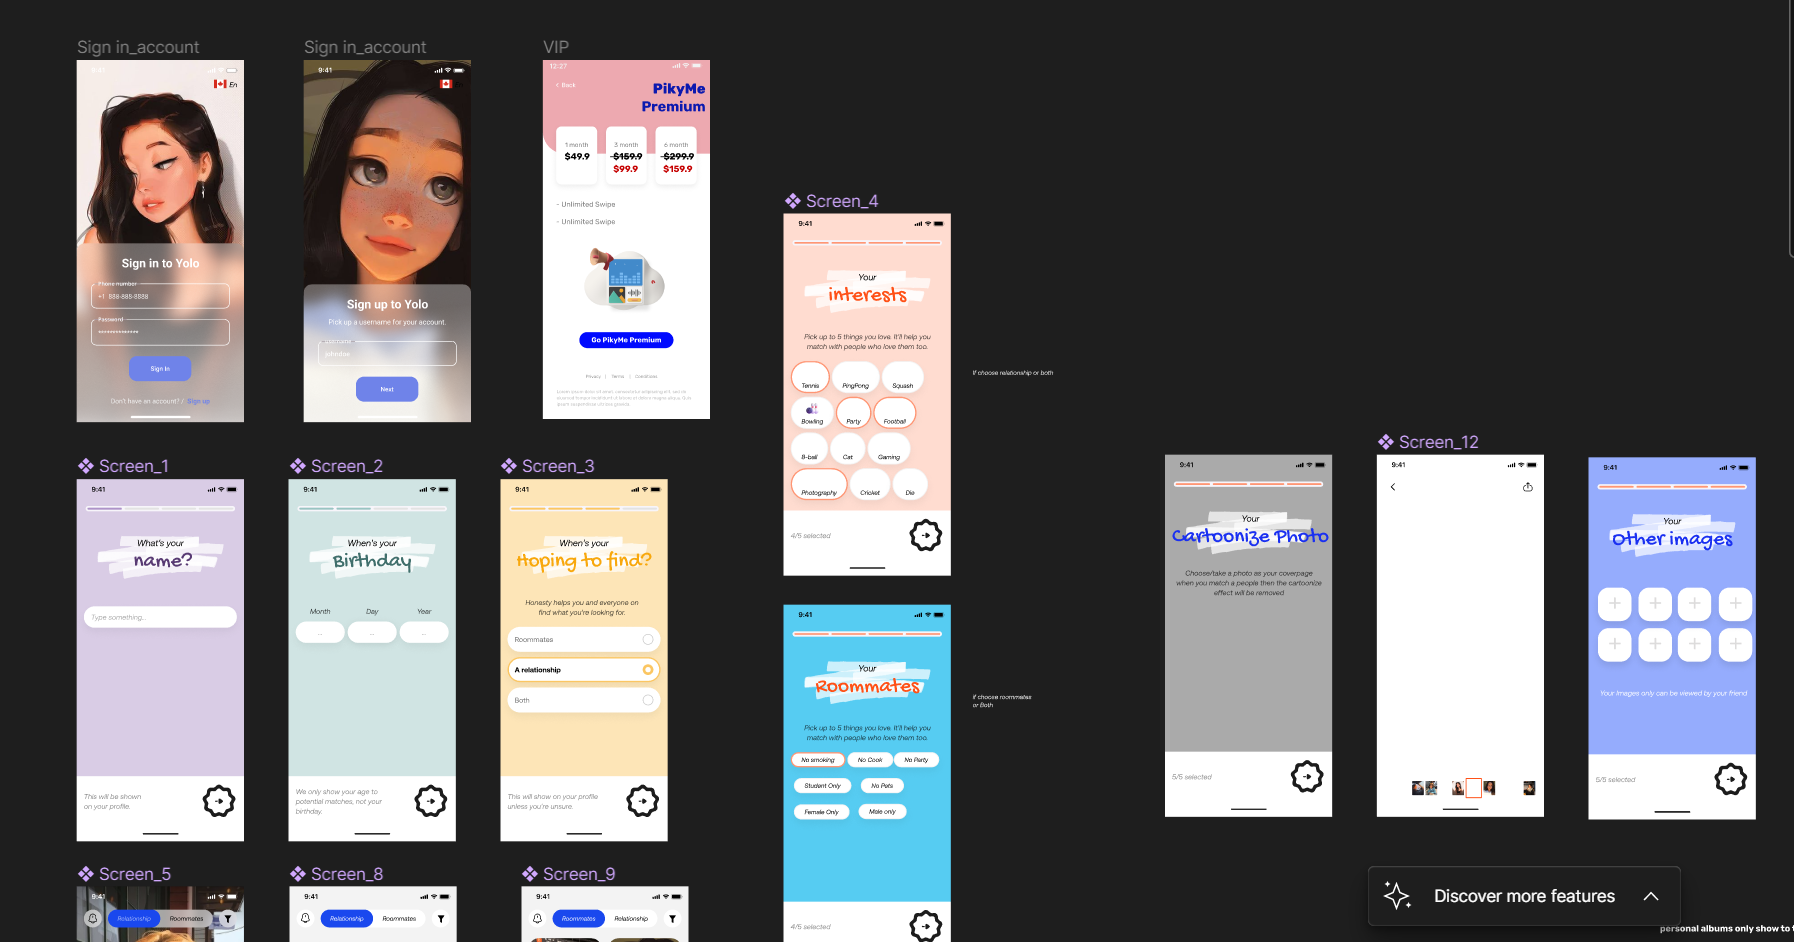 Sign in_account
9:41
En
Sign in to Yolo
Phone number
+1 888-888-8888
Password
**************
Sign In
Don't have an account? / Sign up
Sign in_account
9:41
Sign up to Yolo
Pick up a username for your account.
username
johndoe
Next
VIP
12:27
< Back
PikyMe
Premium
1 month
$49.9
3 month
$159.9
$99.9
6 month
$299.9
$159.9
- Unlimited Swipe
- Unlimited Swipe
Go PikyMe Premium
Privacy | Terms | Conditions
Screen_4
9:41
Your
interests
Pick up to 5 things you love. It'll help you
match with people who love them too.
Tennis
PingPong
Squash
Bowling
Party
Football
8-ball
Cat
Gaming
Photography
Cricket
Die
4/5 selected
If choose relationship or both
Screen_1
9:41
What's your
name?
Type something...
This will be shown
on your profile.
Screen_2
9:41
When's your
Birthday
Month
Day
Year
--
--
--
We only show your age to
potential matches, not your
birthday.
Screen_3
9:41
When's your
Hoping to find?
Honesty helps you and everyone on
find what you're looking for.
Roommates
A relationship
Both
This will show on your profile
unless you're unsure.
9:41
Your
Roommates
Pick up to 5 things you love. It'll help you
match with people who love them too.
No smoking
No Cook
No Party
Student Only
No Pets
Female Only
Male only
4/5 selected
if choose roommates
or Both
9:41
Your
Cartoonize Photo
Choose/take a photo as your coverpage
when you match a people then the cartoonize
effect will be removed
5/5 selected
Screen_12
9:41
9:41
Your
Other images
Your Images only can be viewed by your friend
5/5 selected
Screen_5
9:41
Relationship
Roommates
Screen_8
9:41
Relationship
Roommates
Screen_9
9:41
Roommates
Relationship
Discover more features
personal albums only show to